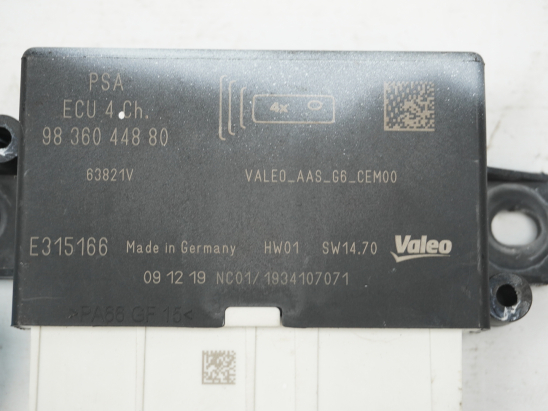 PSA
ECU 4 Ch.
98 360 448 80
4x
63821V
VALEO_AAS_G6_CEM00
E315166 Made in Germany HW01 SW14.70 Valeo
09 12 19 NC01/1934107071
>PA66 GF 15<